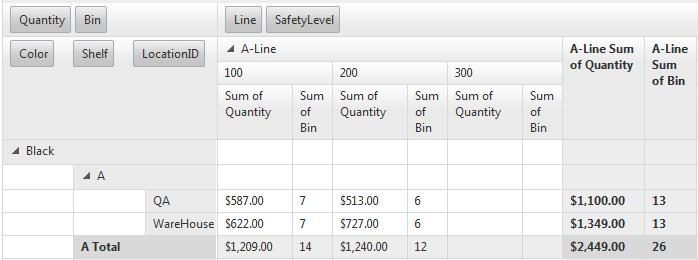 Quantity Bin Line SafetyLevel
Color Shelf LocationID A-Line A-Line Sum of Quantity A-Line Sum of Bin
100 200 300
Sum of Quantity Sum of Bin Sum of Quantity Sum of Bin Sum of Quantity Sum of Bin
Black
A
QA $587.00 7 $513.00 6 $1,100.00 13
WareHouse $622.00 7 $727.00 6 $1,349.00 13
A Total $1,209.00 14 $1,240.00 12 $2,449.00 26